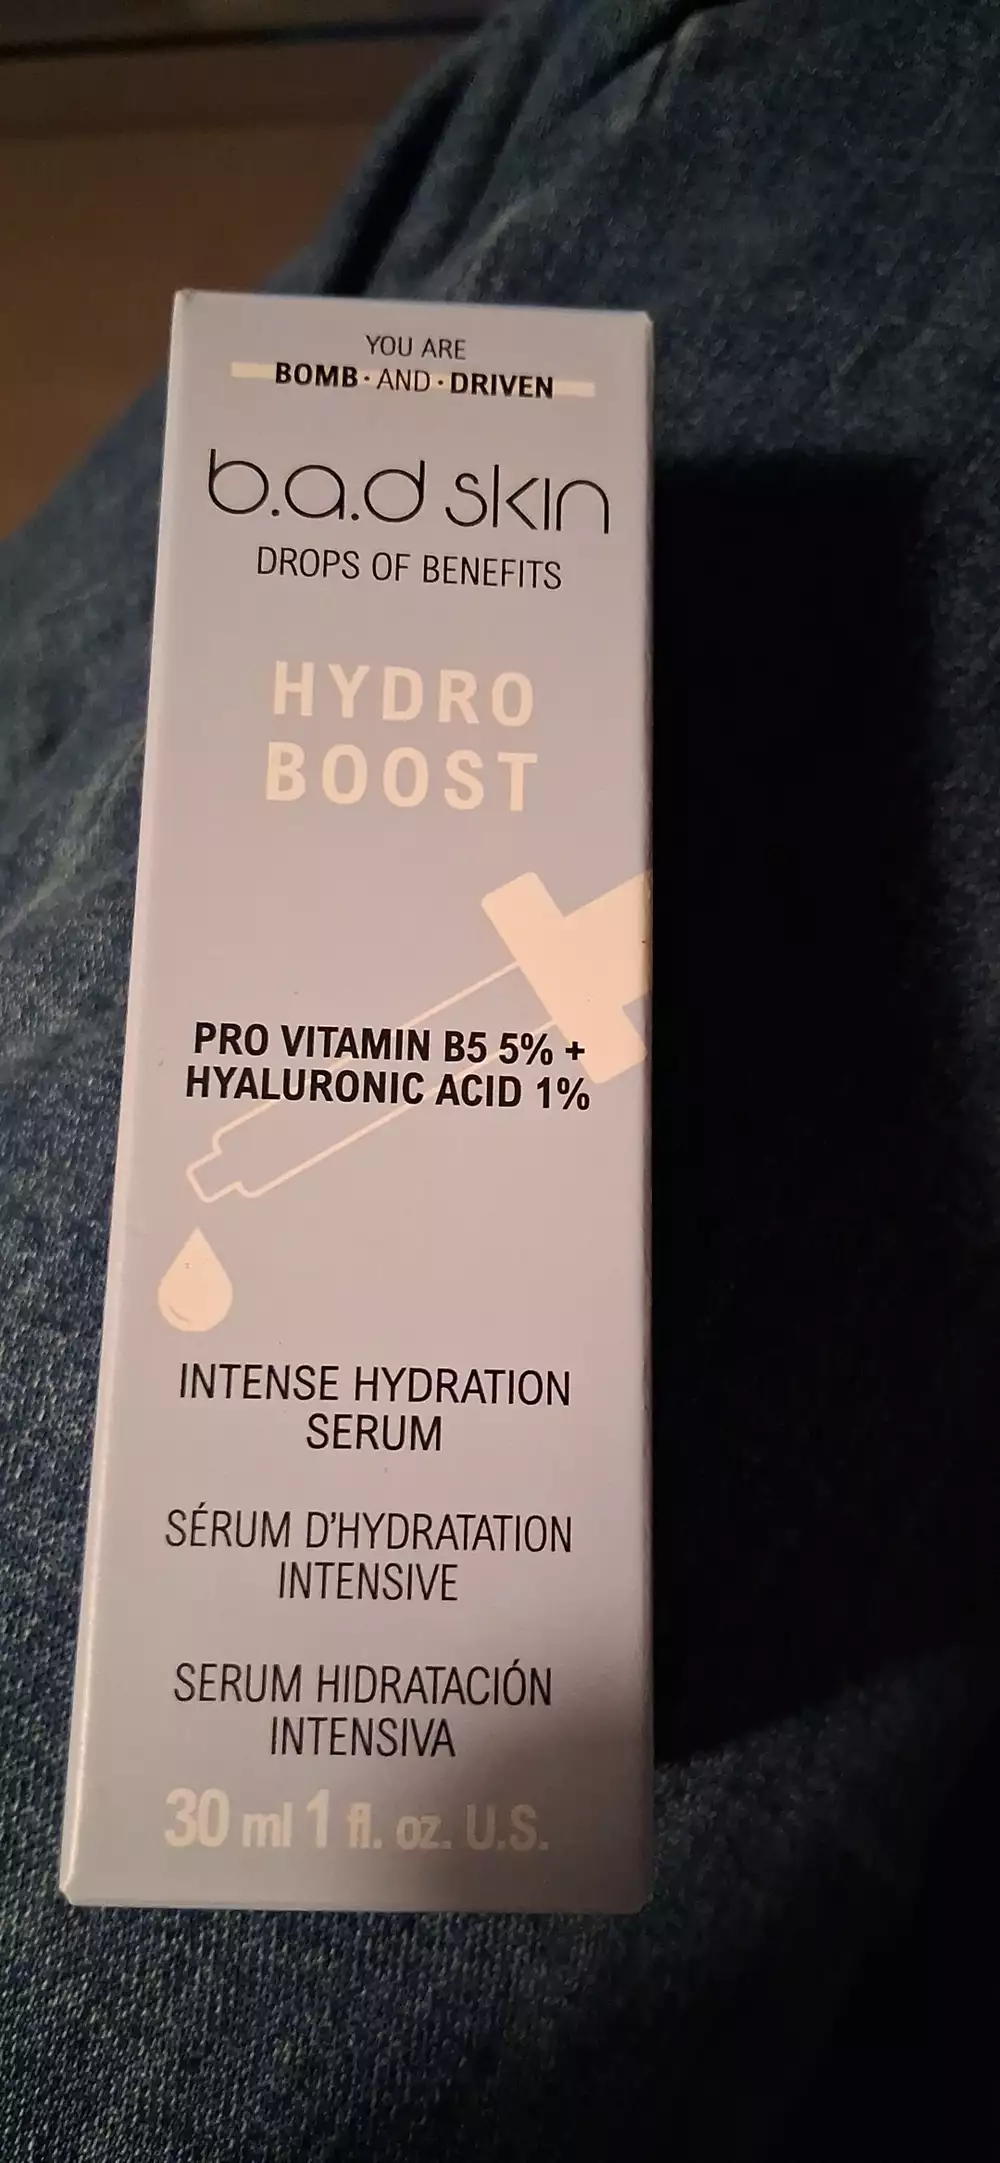 YOU ARE
BOMB · AND · DRIVEN
b.a.d skin
DROPS OF BENEFITS
HYDRO
BOOST
PRO VITAMIN B5 5% +
HYALURONIC ACID 1%
INTENSE HYDRATION
SERUM
SÉRUM D'HYDRATATION
INTENSIVE
SERUM HIDRATACIÓN
INTENSIVA
30 ml 1 fl. oz. U.S.